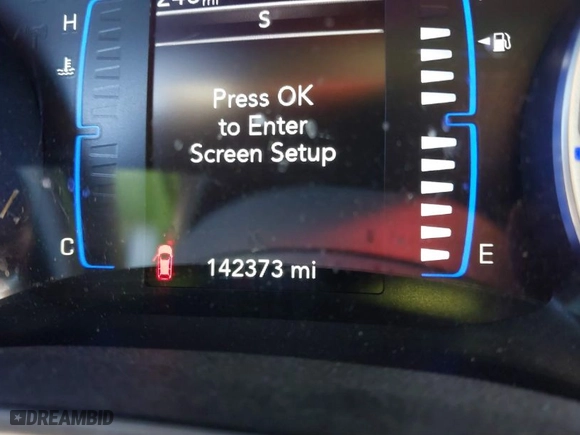 H
S
Press OK
to Enter
Screen Setup
C
142373 mi
E
DREAMBID